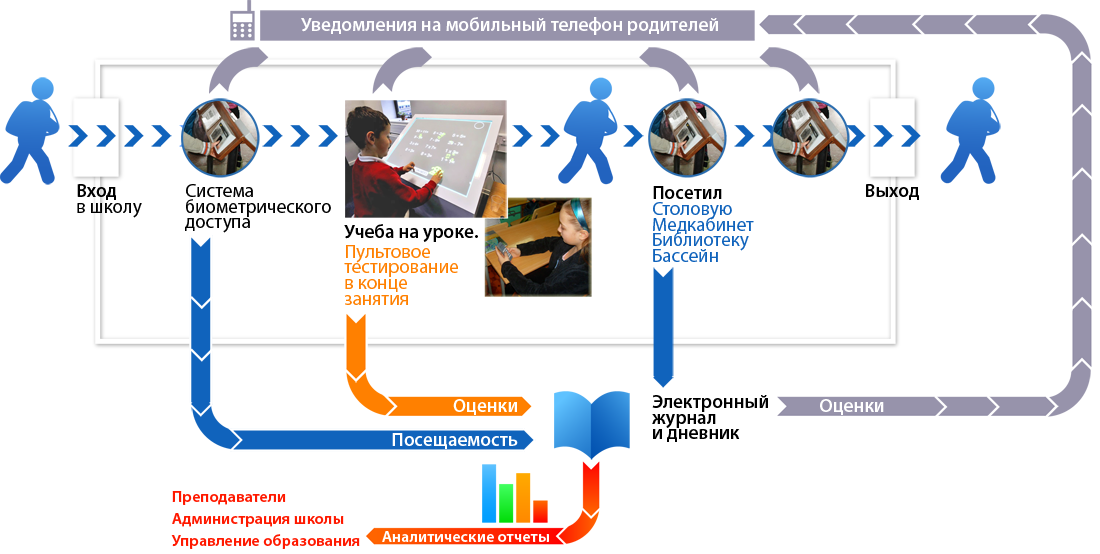 Уведомления на мобильный телефон родителей
Вход
в школу
Система
биометрического
доступа
Учеба на уроке.
Пультовое
тестирование
в конце
занятия
Посетил
Столовую
Медкабинет
Библиотеку
Бассейн
Выход
Оценки
Посещаемость
Электронный
журнал
и дневник
Оценки
Преподаватели
Администрация школы
Управление образования
Аналитические отчеты